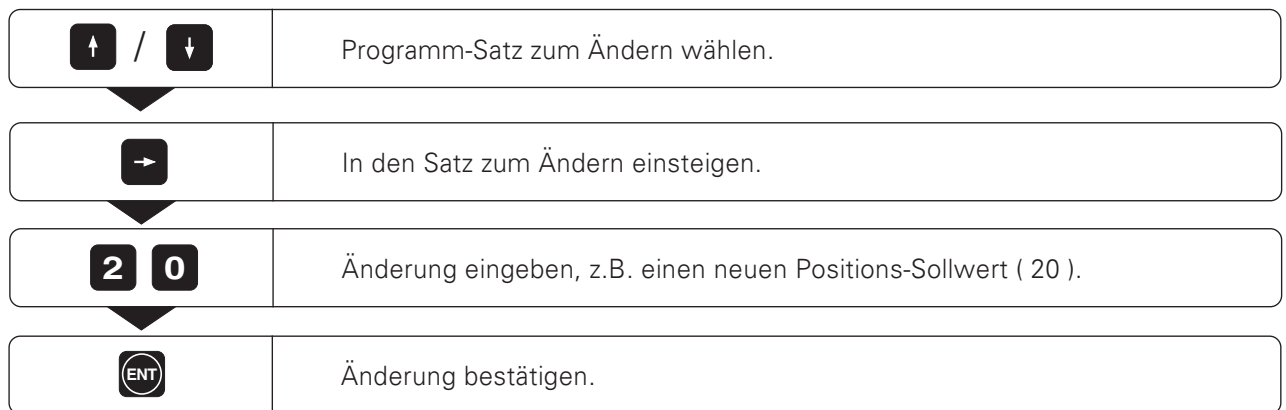 / Programm-Satz zum Ändern wählen.
In den Satz zum Ändern einsteigen.
2 0 Änderung eingeben, z.B. einen neuen Positions-Sollwert ( 20 ).
ENT Änderung bestätigen.